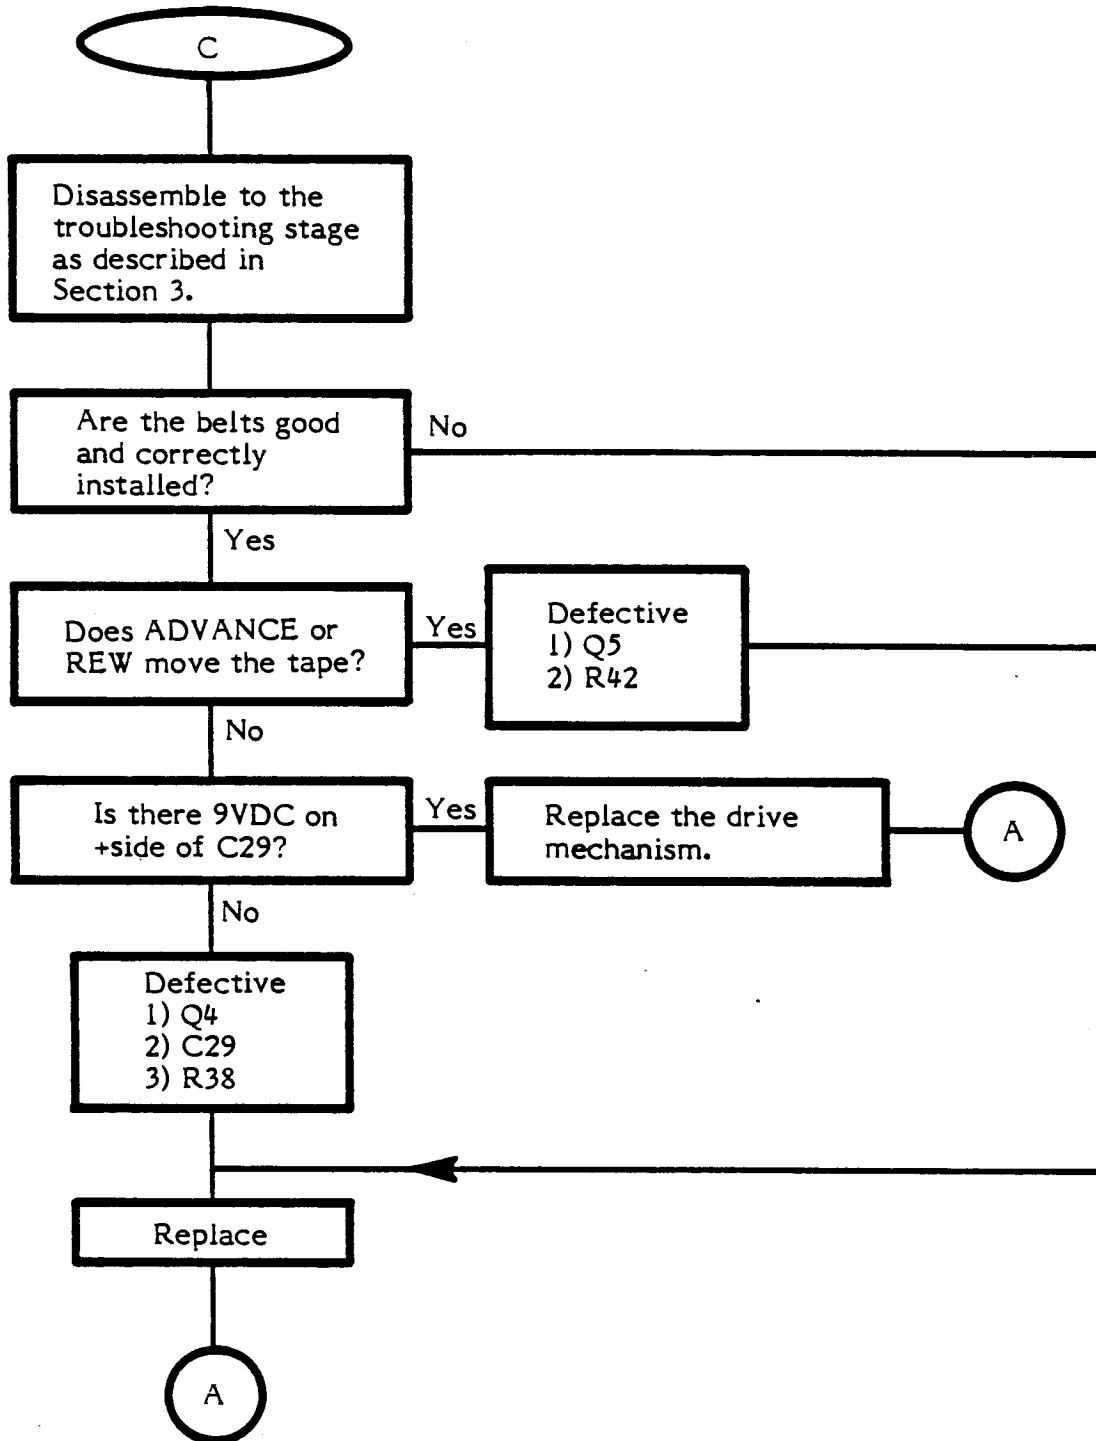 C
Disassemble to the
troubleshooting stage
as described in
Section 3.
Are the belts good
and correctly
installed?
No
Yes
Does ADVANCE or
REW move the tape?
Yes
Defective
1) Q5
2) R42
No
Is there 9VDC on
+side of C29?
Yes
Replace the drive
mechanism.
A
No
Defective
1) Q4
2) C29
3) R38
Replace
A